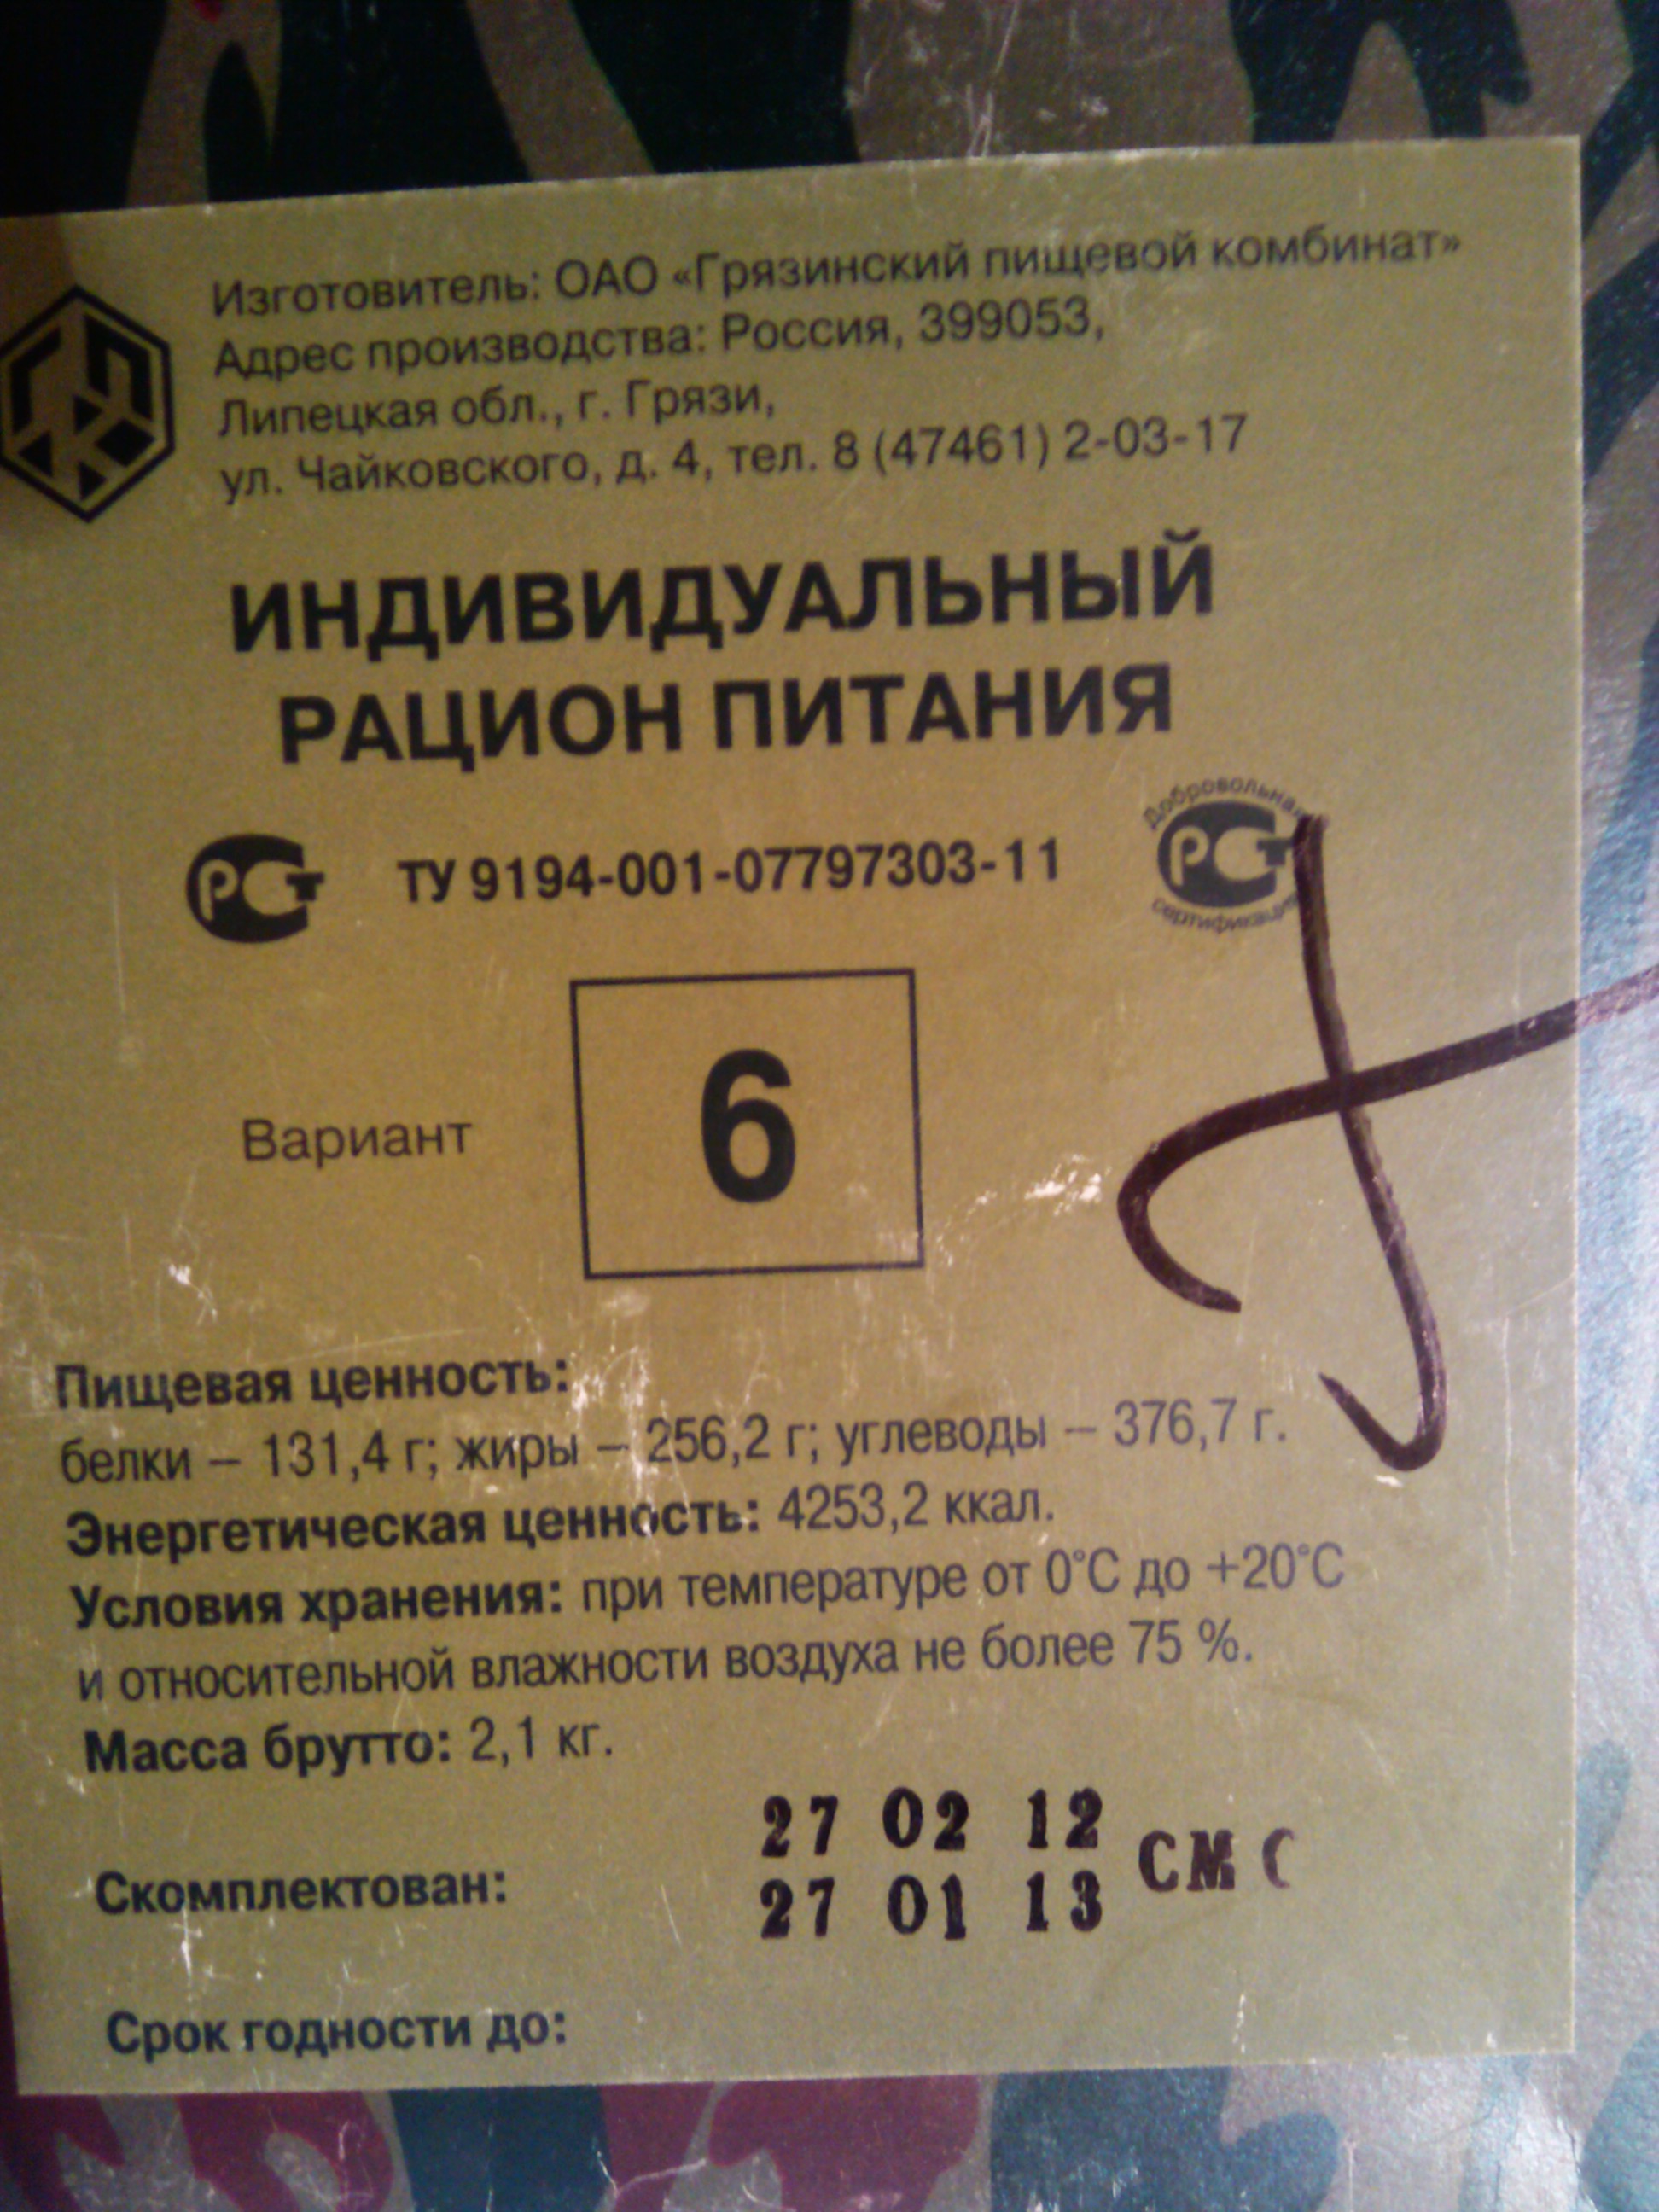 Изготовитель: ОАО «Грязинский пищевой комбинат»
Адрес производства: Россия, 399053,
Липецкая обл., г. Грязи,
ул. Чайковского, д. 4, тел. 8 (47461) 2-03-17
ИНДИВИДУАЛЬНЫЙ
РАЦИОН ПИТАНИЯ
Добровольная
РСТ ТУ 9194-001-07797303-11 РСТ
сертификация
Вариант 6
Пищевая ценность:
белки – 131,4 г; жиры – 256,2 г; углеводы – 376,7 г.
Энергетическая ценность: 4253,2 ккал.
Условия хранения: при температуре от 0°С до +20°С
и относительной влажности воздуха не более 75 %.
Масса брутто: 2,1 кг.
27 02 12
Скомплектован: 27 01 13 СМС
Срок годности до: